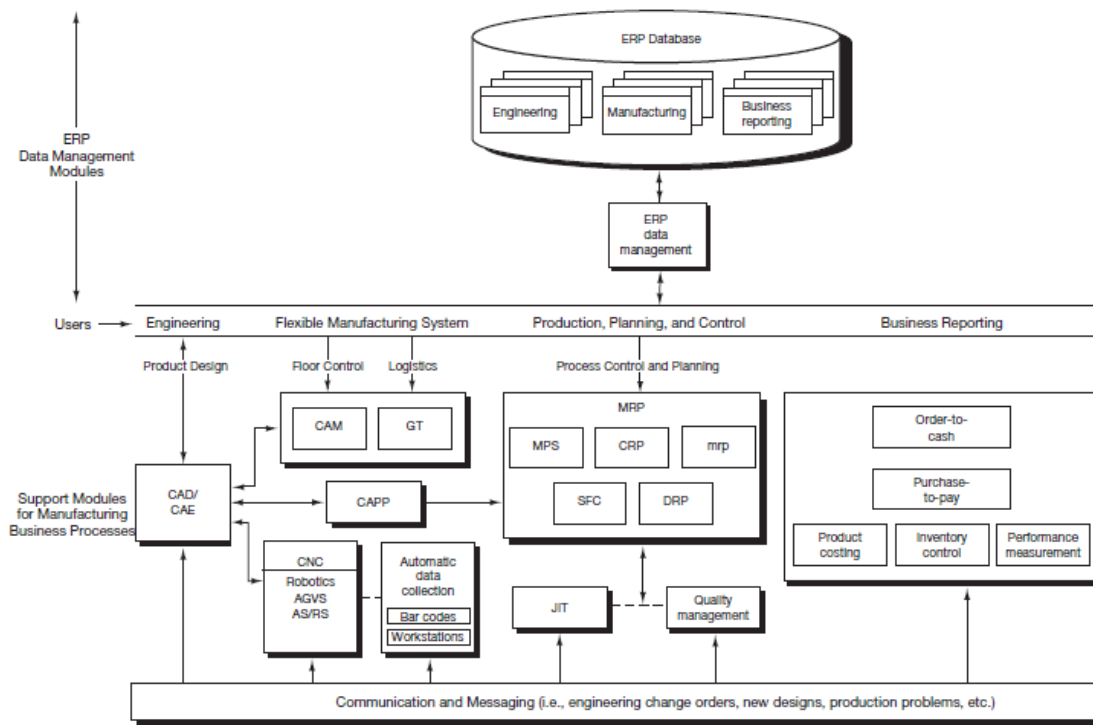 ERP Database
Engineering
Manufacturing
Business
reporting
ERP
Data Management
Modules
ERP
data
management
Users
Engineering
Flexible Manufacturing System
Production, Planning, and Control
Business Reporting
Product Design
Floor Control
Logistics
Process Control and Planning
CAM
GT
MRP
MPS
CRP
mrp
SFC
DRP
Order-to-
cash
Purchase-
to-pay
Product
costing
Inventory
control
Performance
measurement
Support Modules
for Manufacturing
Business Processes
CAD/
CAE
CAPP
CNC
Robotics
AGVS
AS/RS
Automatic
data
collection
Bar codes
Workstations
JIT
Quality
management
Communication and Messaging (i.e., engineering change orders, new designs, production problems, etc.)